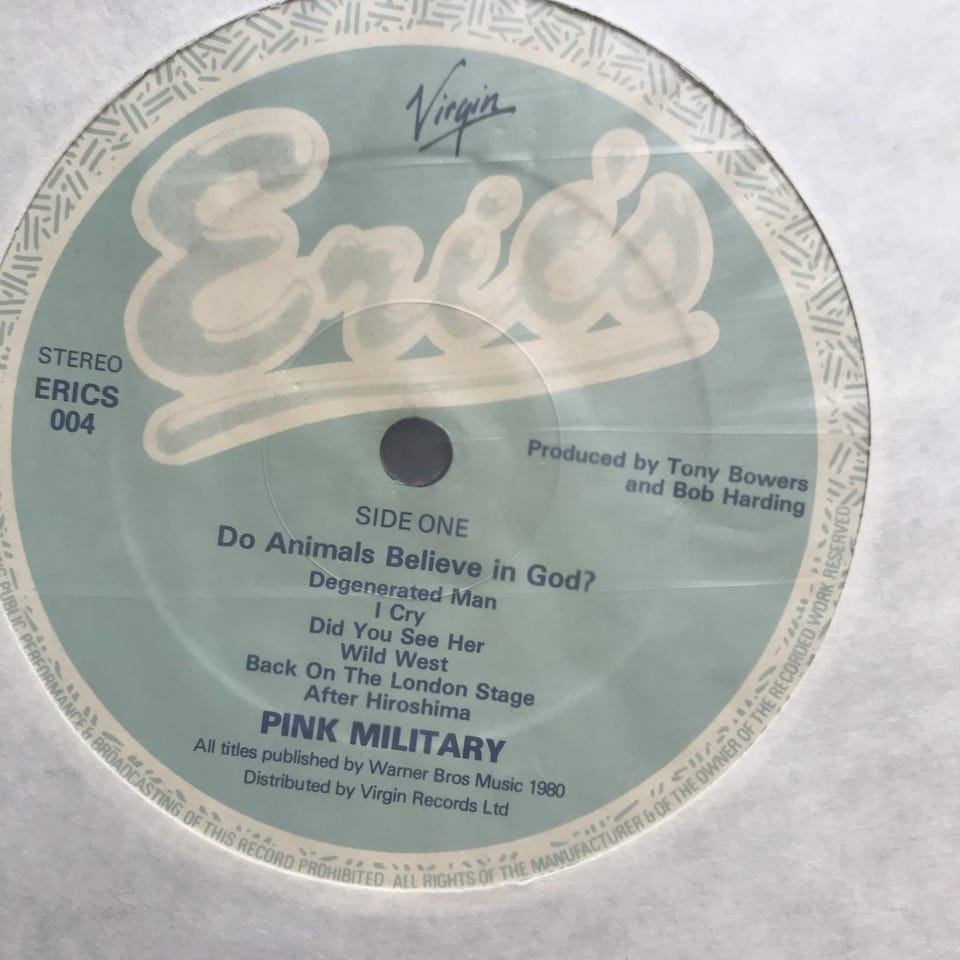 Virgin
Eric's
STEREO
ERICS
004
Produced by Tony Bowers
and Bob Harding
SIDE ONE
Do Animals Believe in God?
Degenerated Man
I Cry
Did You See Her
Wild West
Back On The London Stage
After Hiroshima
PINK MILITARY
All titles published by Warner Bros Music 1980
Distributed by Virgin Records Ltd
PUBLIC PERFORMANCE & BROADCASTING OF THIS RECORD PROHIBITED ALL RIGHTS OF THE MANUFACTURER & OF THE OWNER OF THE RECORDED WORK RESERVED